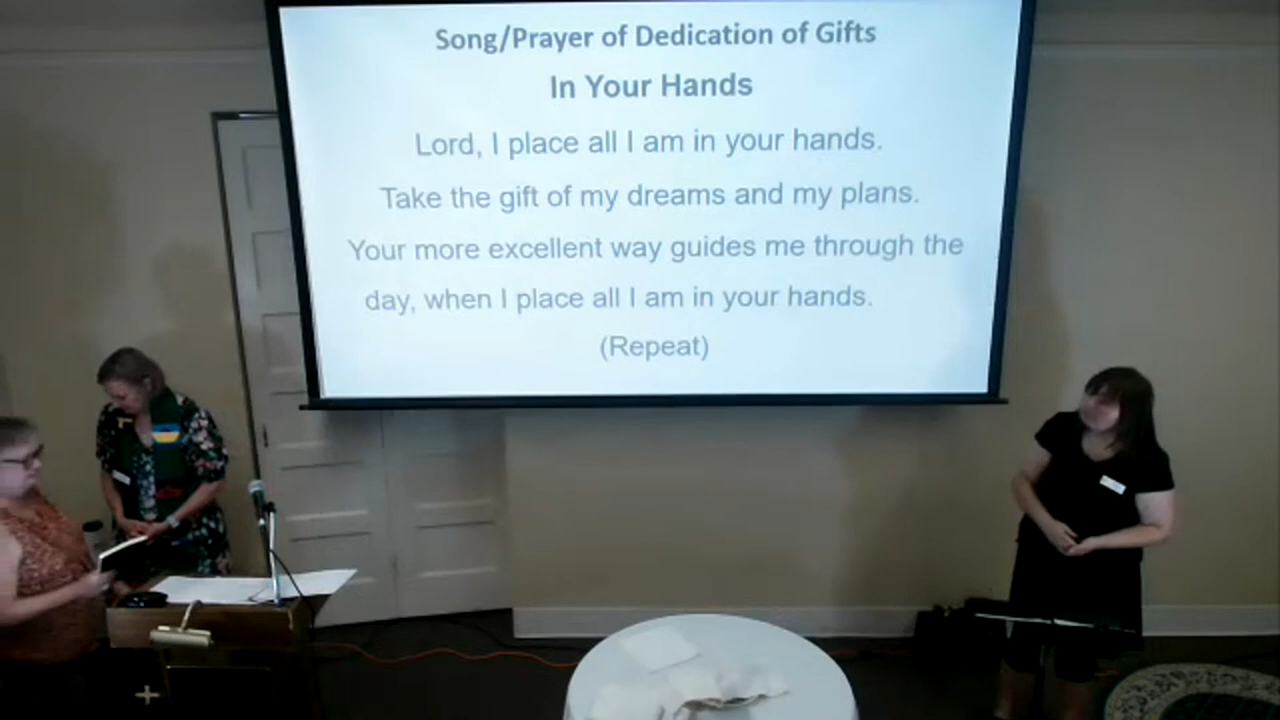 Song/Prayer of Dedication of Gifts
In Your Hands
Lord, I place all I am in your hands.
Take the gift of my dreams and my plans.
Your more excellent way guides me through the
day, when I place all I am in your hands.
(Repeat)